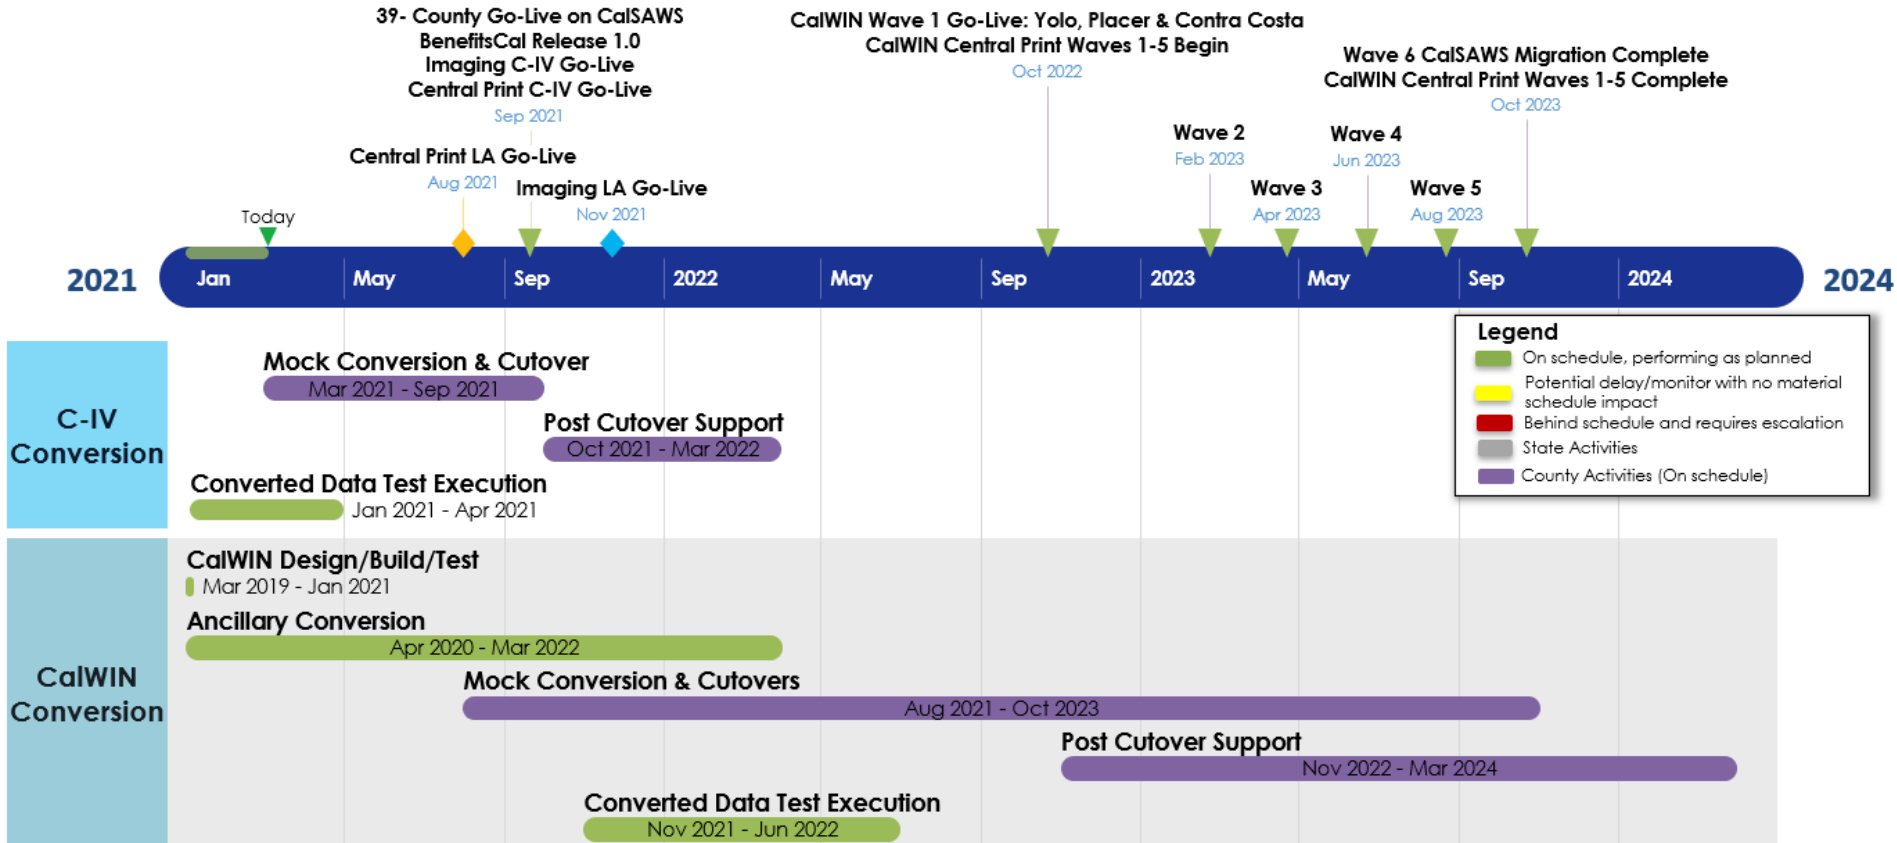 39- County Go-Live on CalSAWS
BenefitsCal Release 1.0
Imaging C-IV Go-Live
Central Print C-IV Go-Live
Sep 2021
CalWIN Wave 1 Go-Live: Yolo, Placer & Contra Costa
CalWIN Central Print Waves 1-5 Begin
Oct 2022
Wave 6 CalSAWS Migration Complete
CalWIN Central Print Waves 1-5 Complete
Oct 2023
Central Print LA Go-Live
Aug 2021
Imaging LA Go-Live
Nov 2021
Wave 2
Feb 2023
Wave 3
Apr 2023
Wave 4
Jun 2023
Wave 5
Aug 2023
Today
2021
Jan
May
Sep
2022
May
Sep
2023
May
Sep
2024
2024
Legend
On schedule, performing as planned
Potential delay/monitor with no material
schedule impact
Behind schedule and requires escalation
State Activities
County Activities (On schedule)
C-IV
Conversion
Mock Conversion & Cutover
Mar 2021 - Sep 2021
Post Cutover Support
Oct 2021 - Mar 2022
Converted Data Test Execution
Jan 2021 - Apr 2021
CalWIN
Conversion
CalWIN Design/Build/Test
Mar 2019 - Jan 2021
Ancillary Conversion
Apr 2020 - Mar 2022
Mock Conversion & Cutovers
Aug 2021 - Oct 2023
Post Cutover Support
Nov 2022 - Mar 2024
Converted Data Test Execution
Nov 2021 - Jun 2022